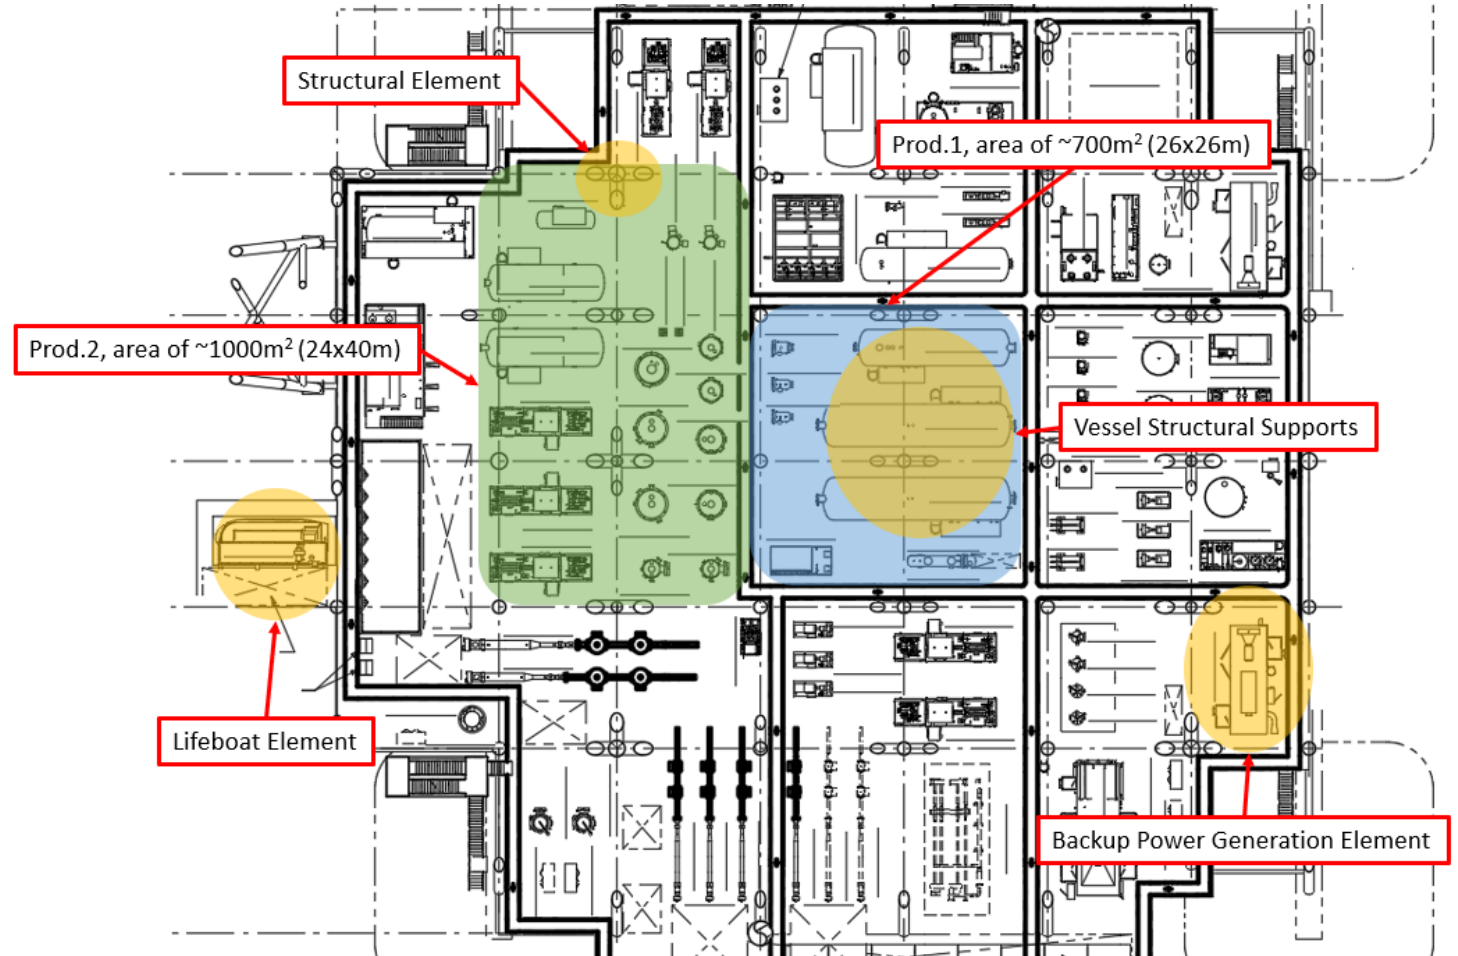 Structural Element
Prod.1, area of ~700m² (26x26m)
Prod.2, area of ~1000m² (24x40m)
Vessel Structural Supports
Lifeboat Element
Backup Power Generation Element